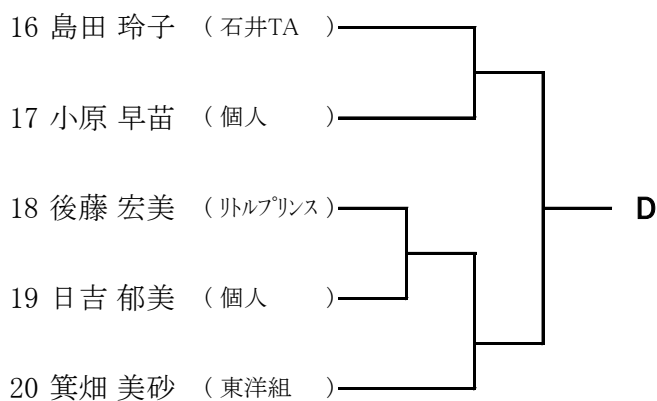 16 島田 玲子 ( 石井TA )
17 小原 早苗 ( 個人 )
18 後藤 宏美 ( リトルプリンス )
D
19 日吉 郁美 ( 個人 )
20 箕畑 美砂 ( 東洋組 )